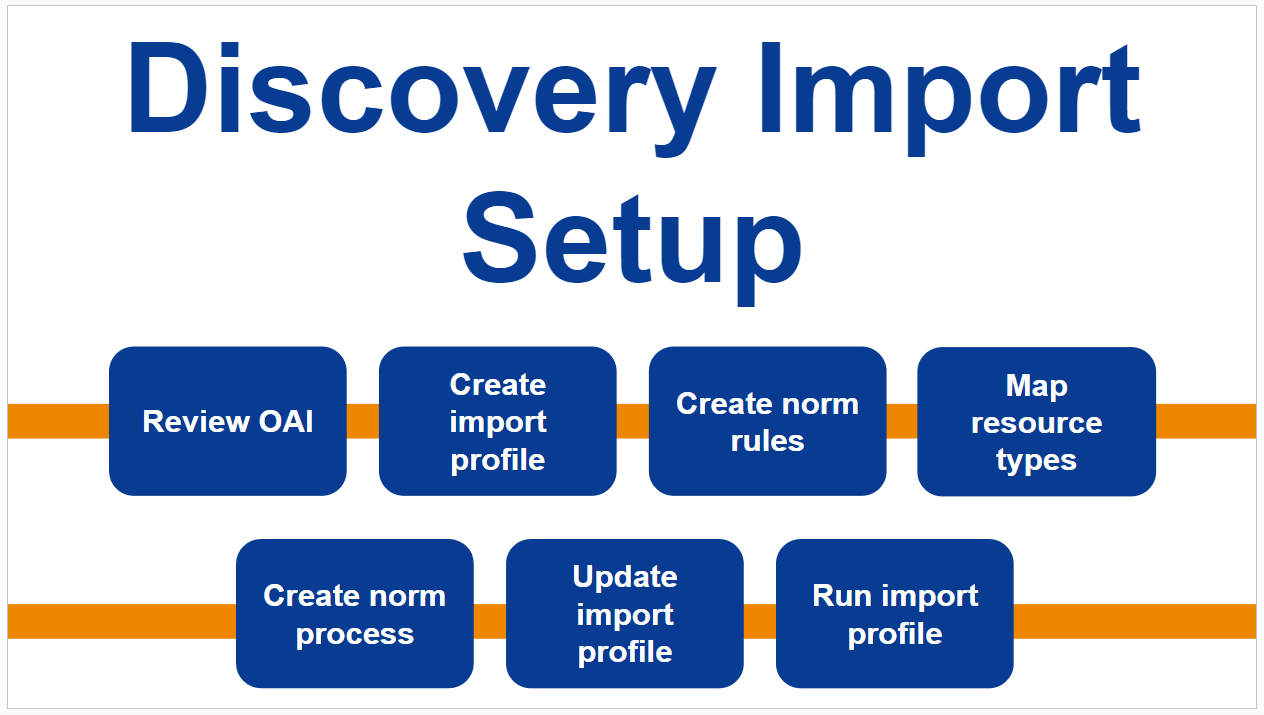 Discovery Import
Setup
Review OAI
Create
import
profile
Create norm
rules
Map
resource
types
Create norm
process
Update
import
profile
Run import
profile